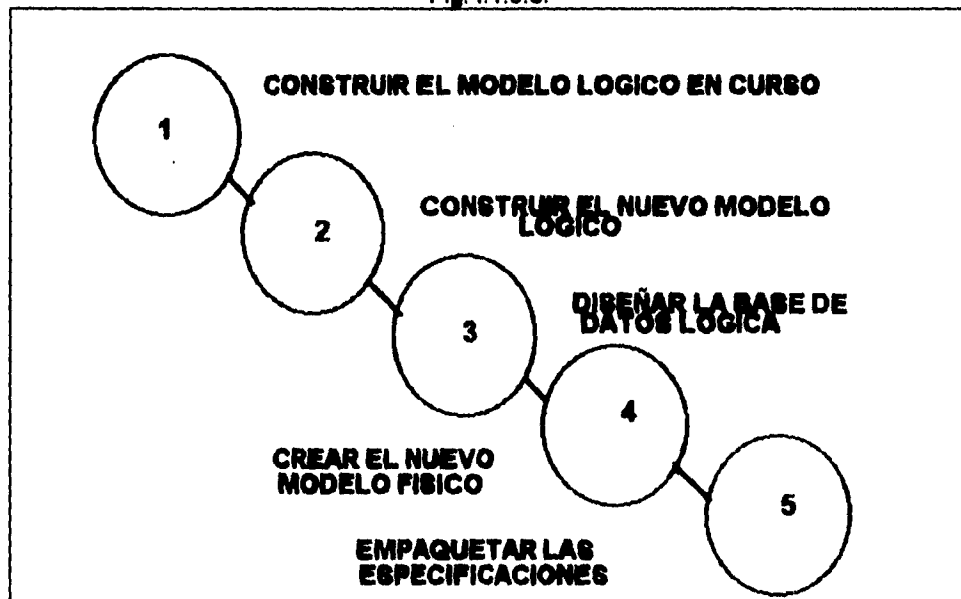 1
CONSTRUIR EL MODELO LOGICO EN CURSO
2
CONSTRUIR EL NUEVO MODELO
LOGICO
3
DISEÑAR LA BASE DE
DATOS LOGICA
4
CREAR EL NUEVO
MODELO FISICO
5
EMPAQUETAR LAS
ESPECIFICACIONES